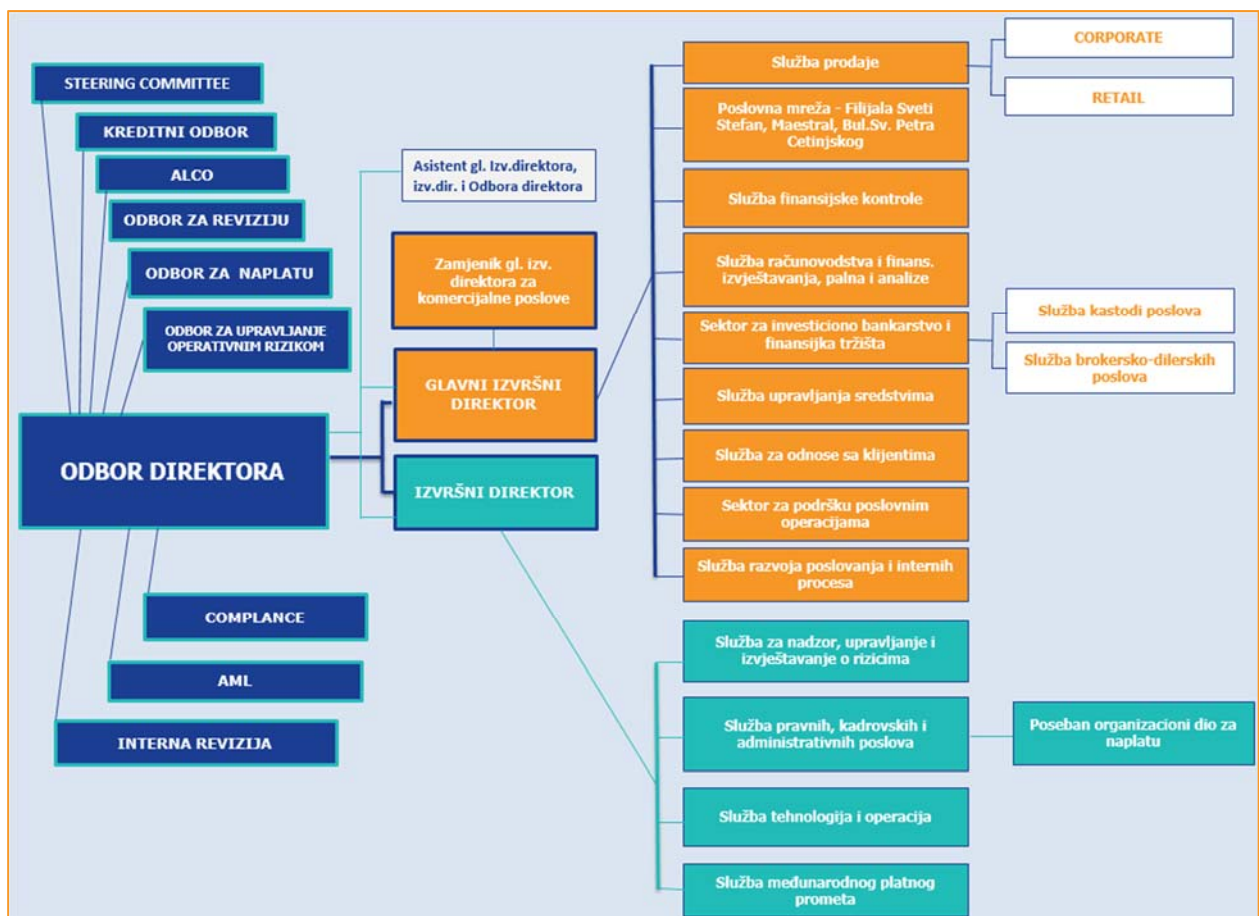 STEERING COMMITTEE
KREDITNI ODBOR
ALCO
ODBOR ZA REVIZIJU
ODBOR ZA NAPLATU
ODBOR ZA UPRAVLJANJE
OPERATIVNIM RIZIKOM
ODBOR DIREKTORA
COMPLANCE
AML
INTERNA REVIZIJA
Asistent gl. Izv.direktora,
izv.dir. i Odbora direktora
Zamjenik gl. izv.
direktora za
komercijalne poslove
GLAVNI IZVRŠNI
DIREKTOR
IZVRŠNI DIREKTOR
Služba prodaje
CORPORATE
RETAIL
Poslovna mreža - Filijala Sveti
Stefan, Maestral, Bul.Sv. Petra
Cetinjskog
Služba finansijske kontrole
Služba računovodstva i finans.
izvještavanja, palna i analize
Sektor za investiciono bankarstvo i
finansijka tržišta
Služba kastodi poslova
Služba brokersko-dilerskih
poslova
Služba upravljanja sredstvima
Služba za odnose sa klijentima
Sektor za podršku poslovnim
operacijama
Služba razvoja poslovanja i internih
procesa
Služba za nadzor, upravljanje i
izvještavanje o rizicima
Služba pravnih, kadrovskih i
administrativnih poslova
Poseban organizacioni dio za
naplatu
Služba tehnologija i operacija
Služba međunarodnog platnog
prometa